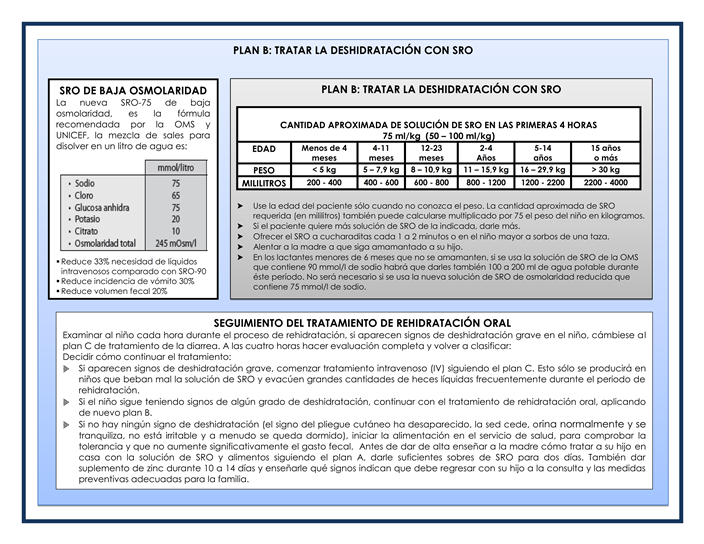 PLAN B: TRATAR LA DESHIDRATACIÓN CON SRO
SRO DE BAJA OSMOLARIDAD
La nueva SRO-75 de baja
osmolaridad, es la fórmula
recomendada por la OMS y
UNICEF, la mezcla de sales para
disolver en un litro de agua es:
mmol/litro
• Sodio 75
• Cloro 65
• Glucosa anhidra 75
• Potasio 20
• Citrato 10
• Osmolaridad total 245 mOsm/l
▪ Reduce 33% necesidad de líquidos
intravenosos comparado con SRO-90
▪ Reduce incidencia de vómito 30%
▪ Reduce volumen fecal 20%
PLAN B: TRATAR LA DESHIDRATACIÓN CON SRO
CANTIDAD APROXIMADA DE SOLUCIÓN DE SRO EN LAS PRIMERAS 4 HORAS
75 ml/kg (50 – 100 ml/kg)
EDAD Menos de 4 meses 4-11 meses 12-23 meses 2-4 Años 5-14 años 15 años o más
PESO < 5 kg 5 – 7,9 kg 8 – 10,9 kg 11 – 15,9 kg 16 – 29,9 kg > 30 kg
MILILITROS 200 - 400 400 - 600 600 - 800 800 - 1200 1200 - 2200 2200 - 4000
➤ Use la edad del paciente sólo cuando no conozca el peso. La cantidad aproximada de SRO
requerida (en mililitros) también puede calcularse multiplicado por 75 el peso del niño en kilogramos.
➤ Si el paciente quiere más solución de SRO de la indicada, darle más.
➤ Ofrecer el SRO a cucharaditas cada 1 a 2 minutos o en el niño mayor a sorbos de una taza.
➤ Alentar a la madre a que siga amamantado a su hijo.
➤ En los lactantes menores de 6 meses que no se amamanten, si se usa la solución de SRO de la OMS
que contiene 90 mmol/l de sodio habrá que darles también 100 a 200 ml de agua potable durante
éste período. No será necesario si se usa la nueva solución de SRO de osmolaridad reducida que
contiene 75 mmol/l de sodio.
SEGUIMIENTO DEL TRATAMIENTO DE REHIDRATACIÓN ORAL
Examinar al niño cada hora durante el proceso de rehidratación, si aparecen signos de deshidratación grave en el niño, cámbiese al
plan C de tratamiento de la diarrea. A las cuatro horas hacer evaluación completa y volver a clasificar:
Decidir cómo continuar el tratamiento:
Si aparecen signos de deshidratación grave, comenzar tratamiento intravenoso (IV) siguiendo el plan C. Esto sólo se producirá en
niños que beban mal la solución de SRO y evacúen grandes cantidades de heces líquidas frecuentemente durante el periodo de
rehidratación.
Si el niño sigue teniendo signos de algún grado de deshidratación, continuar con el tratamiento de rehidratación oral, aplicando
de nuevo plan B.
Si no hay ningún signo de deshidratación (el signo del pliegue cutáneo ha desaparecido, la sed cede, orina normalmente y se
tranquiliza, no está irritable y a menudo se queda dormido), iniciar la alimentación en el servicio de salud, para comprobar la
tolerancia y que no aumente significativamente el gasto fecal. Antes de dar de alta enseñar a la madre cómo tratar a su hijo en
casa con la solución de SRO y alimentos siguiendo el plan A, darle suficientes sobres de SRO para dos días. También dar
suplemento de zinc durante 10 a 14 días y enseñarle qué signos indican que debe regresar con su hijo a la consulta y las medidas
preventivas adecuadas para la familia.